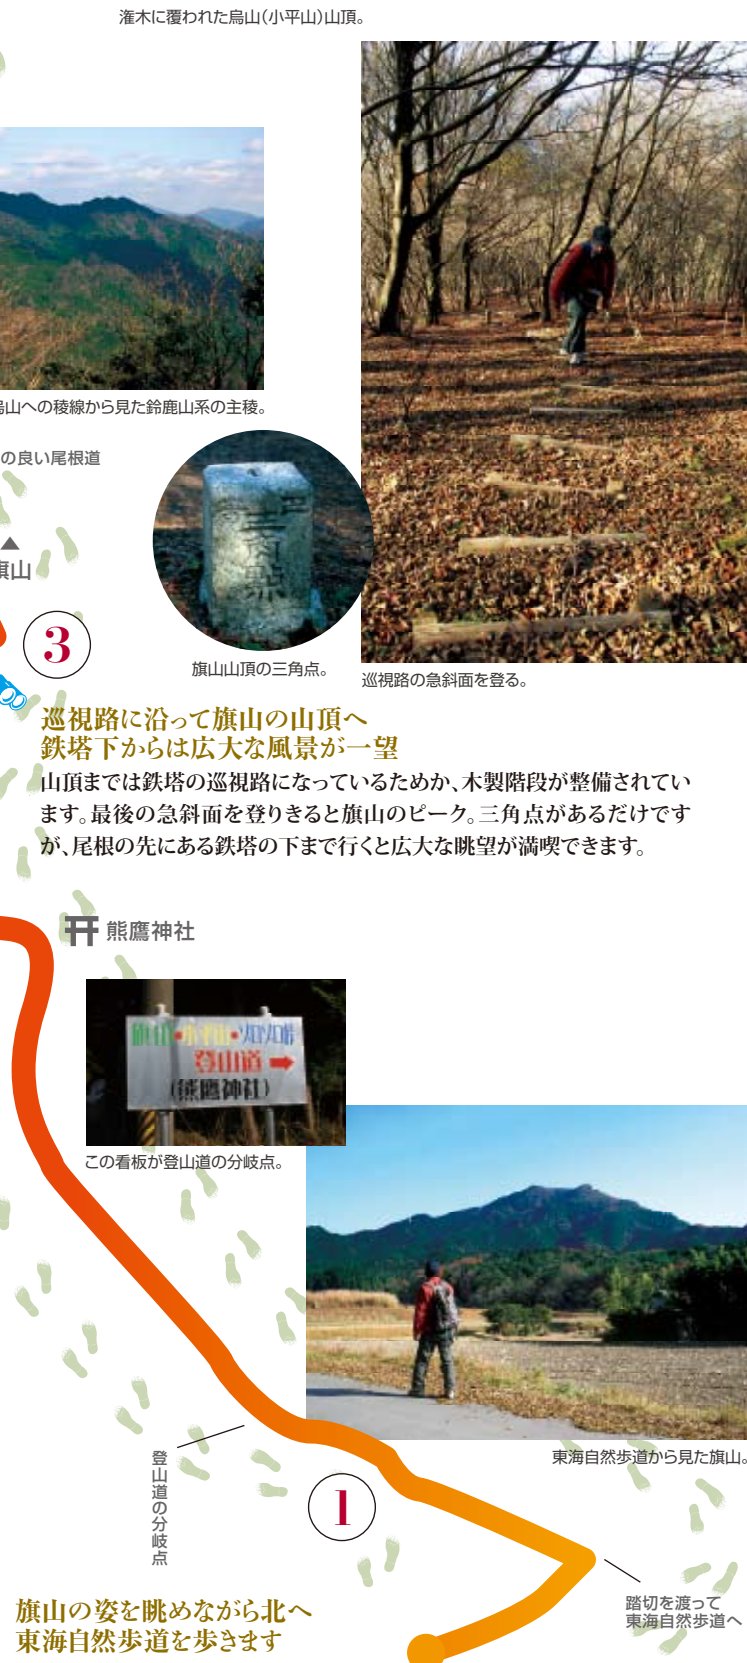 潅木に覆われた烏山（小平山）山頂。
山への稜線から見た鈴鹿山系の主稜。
の良い尾根道
旗山
3
三角點
旗山山頂の三角点。
巡視路の急斜面を登る。
巡視路に沿って旗山の山頂へ
鉄塔下からは広大な風景が一望
山頂までは鉄塔の巡視路になっているためか、木製階段が整備されてい
ます。最後の急斜面を登りきると旗山のピーク。三角点があるだけです
が、尾根の先にある鉄塔の下まで行くと広大な眺望が満喫できます。
熊鷹神社
旗山・小平山・ゾロゾロ峠
登山道
(熊鷹神社)
この看板が登山道の分岐点。
東海自然歩道から見た旗山。
登山道の分岐点
1
踏切を渡って
東海自然歩道へ
旗山の姿を眺めながら北へ
東海自然歩道を歩きます